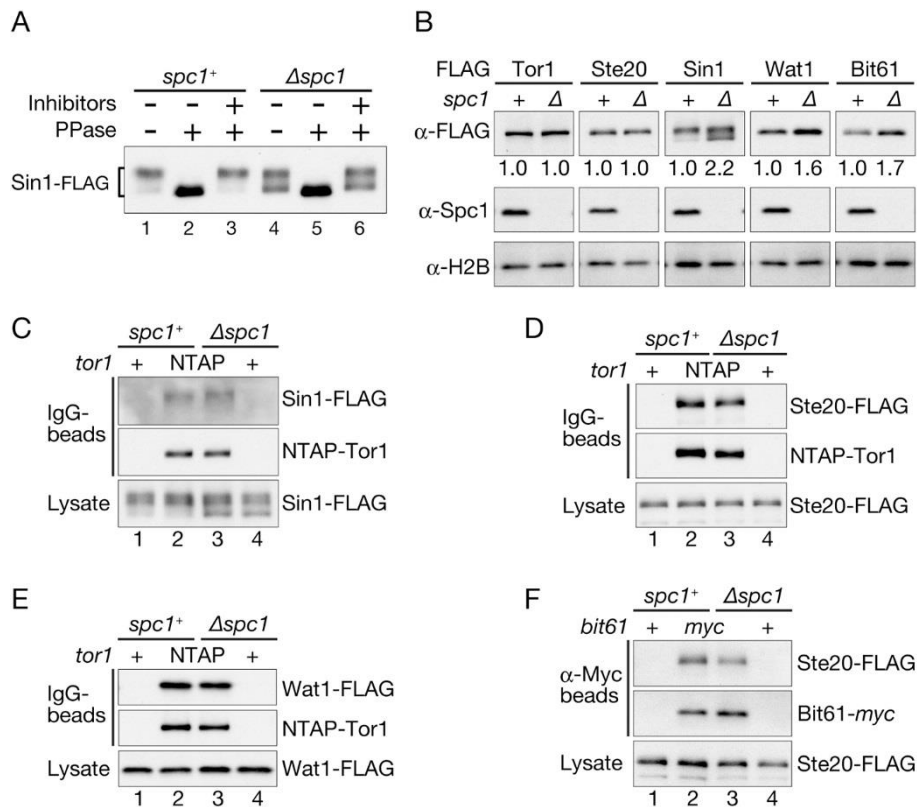 A
spc1+ Δspc1
Inhibitors - - + - - +
PPase - + + - + +
Sin1-FLAG
1 2 3 4 5 6
B
FLAG Tor1 Ste20 Sin1 Wat1 Bit61
spc1 + Δ + Δ + Δ + Δ + Δ
α-FLAG
1.0 1.0 1.0 1.0 1.0 2.2 1.0 1.6 1.0 1.7
α-Spc1
α-H2B
C
spc1+ Δspc1
tor1 + NTAP +
IgG-beads
Sin1-FLAG
NTAP-Tor1
Lysate Sin1-FLAG
1 2 3 4
D
spc1+ Δspc1
tor1 + NTAP +
IgG-beads
Ste20-FLAG
NTAP-Tor1
Lysate Ste20-FLAG
1 2 3 4
E
spc1+ Δspc1
tor1 + NTAP +
IgG-beads
Wat1-FLAG
NTAP-Tor1
Lysate Wat1-FLAG
1 2 3 4
F
spc1+ Δspc1
bit61 + myc +
α-Myc beads
Ste20-FLAG
Bit61-myc
Lysate Ste20-FLAG
1 2 3 4